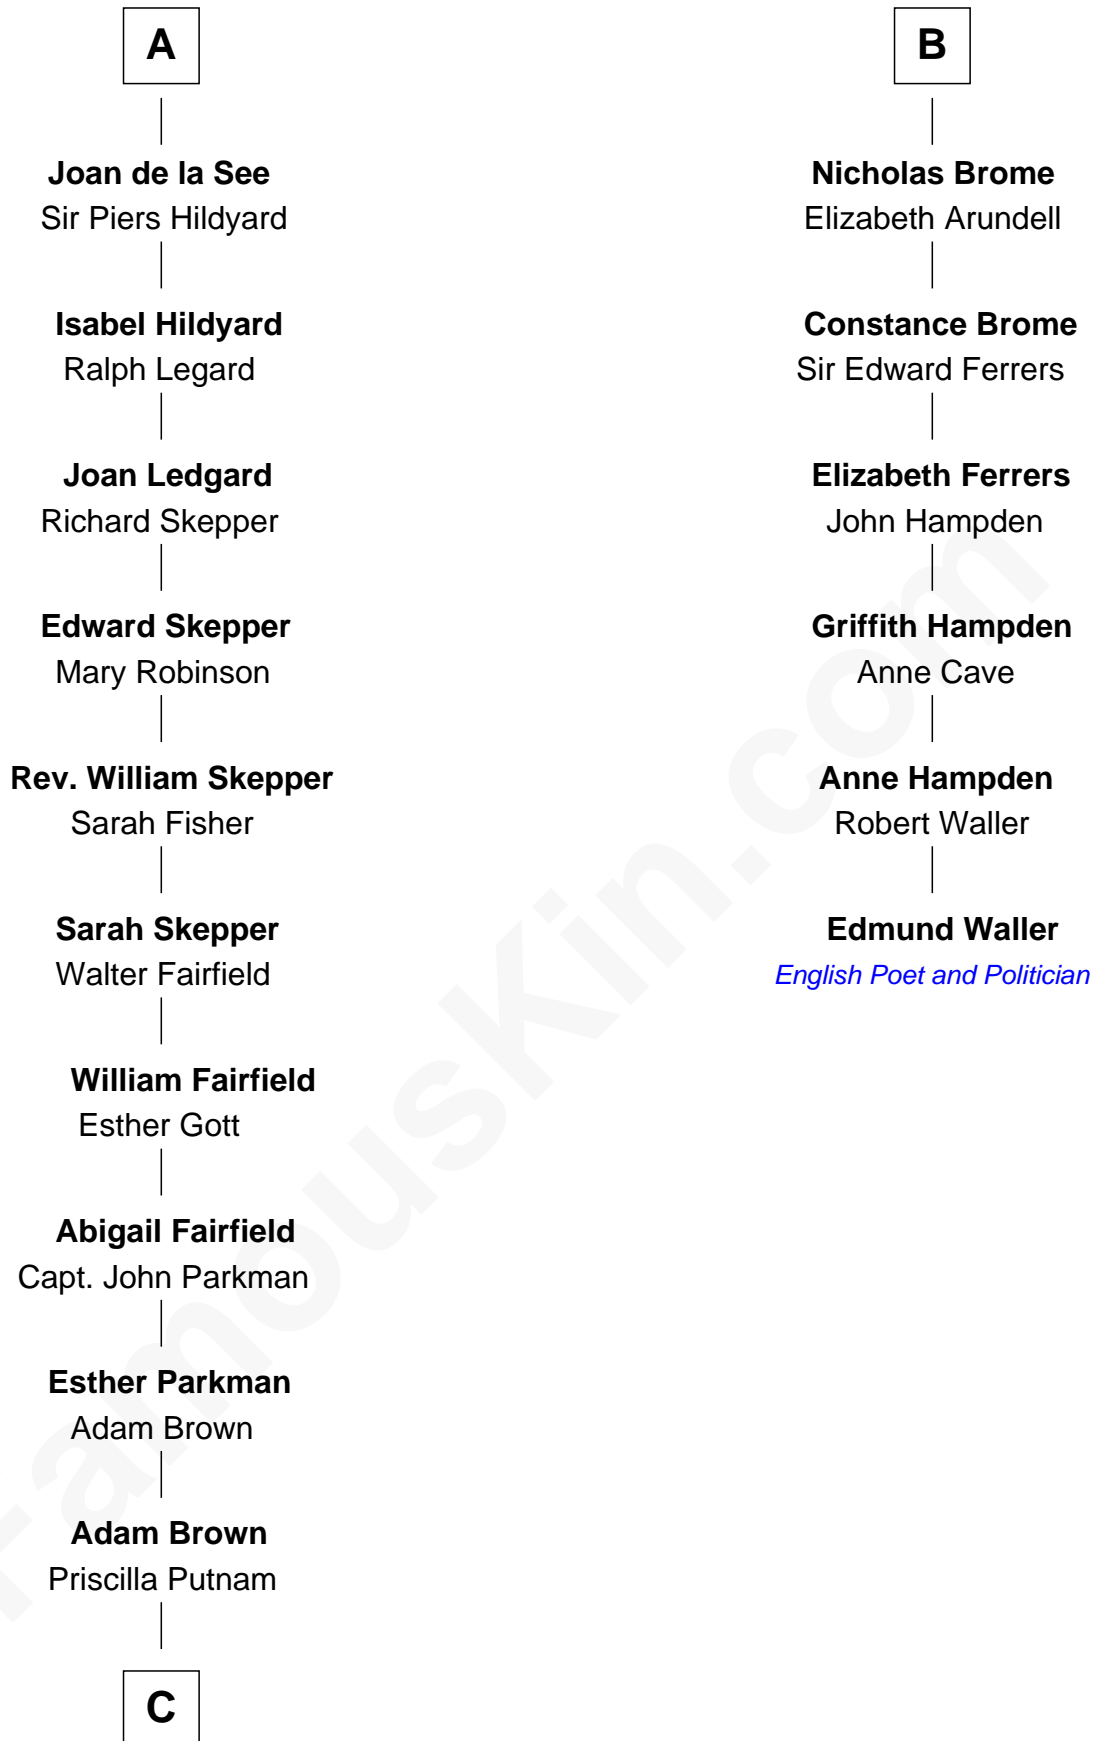 A
Joan de la See
Sir Piers Hildyard
Isabel Hildyard
Ralph Legard
Joan Ledgard
Richard Skepper
Edward Skepper
Mary Robinson
Rev. William Skepper
Sarah Fisher
Sarah Skepper
Walter Fairfield
William Fairfield
Esther Gott
Abigail Fairfield
Capt. John Parkman
Esther Parkman
Adam Brown
Adam Brown
Priscilla Putnam
C
B
Nicholas Brome
Elizabeth Arundell
Constance Brome
Sir Edward Ferrers
Elizabeth Ferrers
John Hampden
Griffith Hampden
Anne Cave
Anne Hampden
Robert Waller
Edmund Waller
English Poet and Politician
FamousKin.com